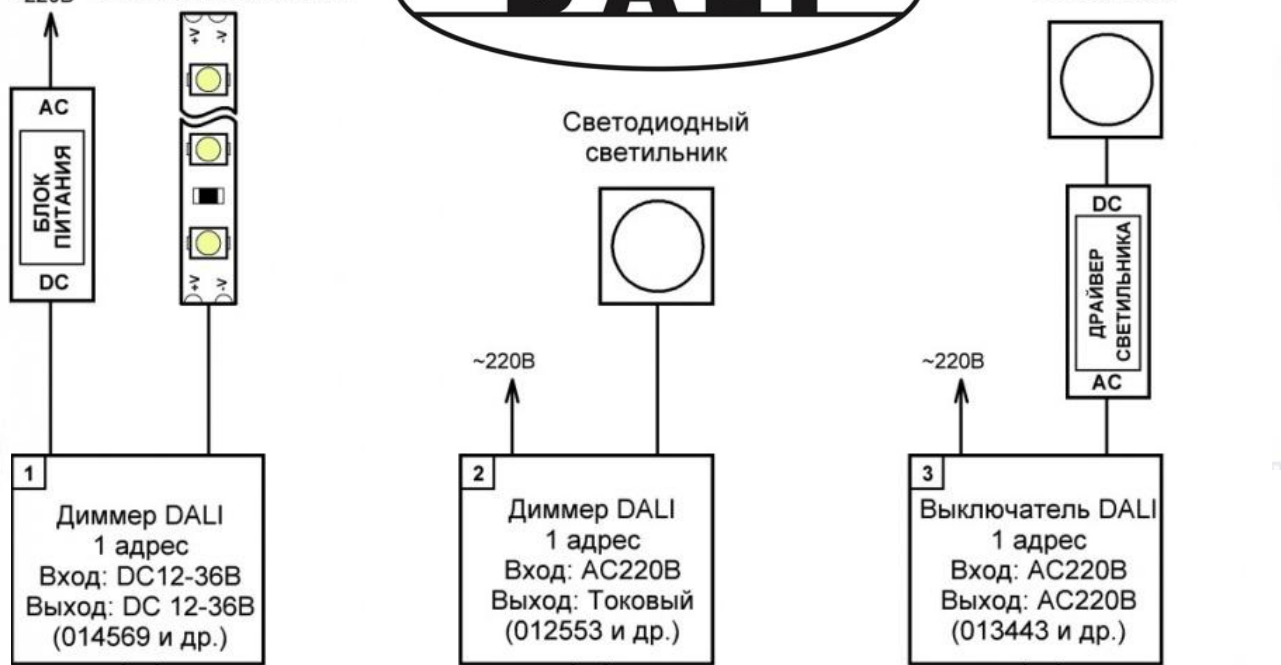 DALI
AC
БЛОК
ПИТАНИЯ
DC
+V -V
+V -V
Светодиодный
светильник
DC
ДРАЙВЕР
СВЕТИЛЬНИКА
AC
~220В
~220В
1
Диммер DALI
1 адрес
Вход: DC12-36В
Выход: DC 12-36В
(014569 и др.)
2
Диммер DALI
1 адрес
Вход: AC220В
Выход: Токовый
(012553 и др.)
3
Выключатель DALI
1 адрес
Вход: AC220В
Выход: AC220В
(013443 и др.)